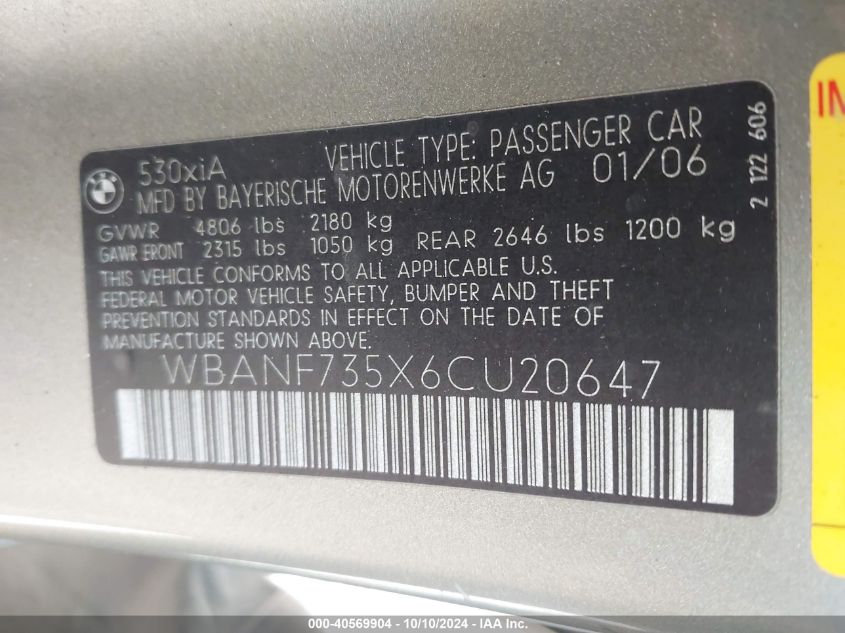 530xiA VEHICLE TYPE: PASSENGER CAR
MFD BY BAYERISCHE MOTORENWERKE AG 01/06
GVWR 4806 lbs 2180 kg
GAWR FRONT 2315 lbs 1050 kg REAR 2646 lbs 1200 kg
THIS VEHICLE CONFORMS TO ALL APPLICABLE U.S.
FEDERAL MOTOR VEHICLE SAFETY, BUMPER AND THEFT
PREVENTION STANDARDS IN EFFECT ON THE DATE OF
MANUFACTURE SHOWN ABOVE.
WBANF735X6CU20647
2 122 606
000-40569904 - 10/10/2024 - IAAI.com